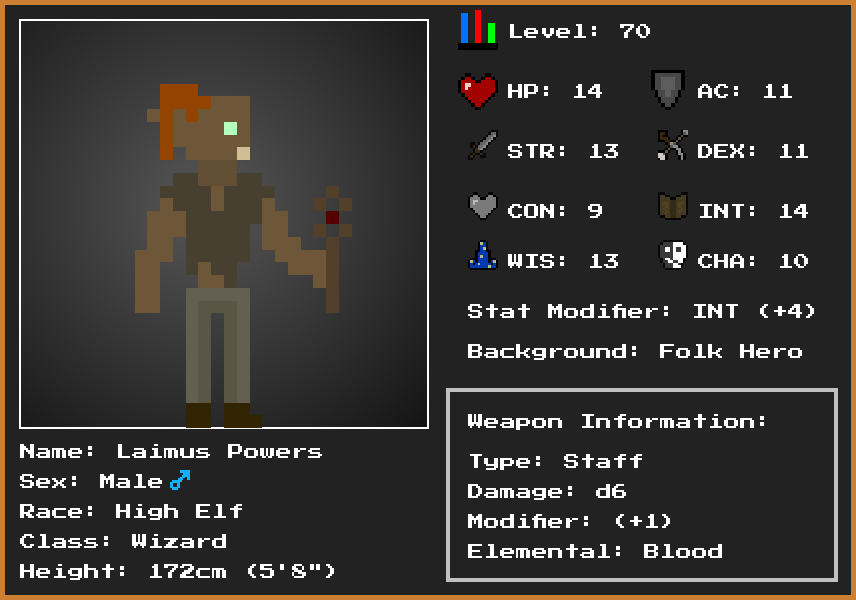 Level: 70
HP: 14
AC: 11
STR: 13
DEX: 11
CON: 9
INT: 14
WIS: 13
CHA: 10
Stat Modifier: INT (+4)
Background: Folk Hero
Weapon Information:
Type: Staff
Damage: d6
Modifier: (+1)
Elemental: Blood
Name: Laimus Powers
Sex: Male♂
Race: High Elf
Class: Wizard
Height: 172cm (5'8")